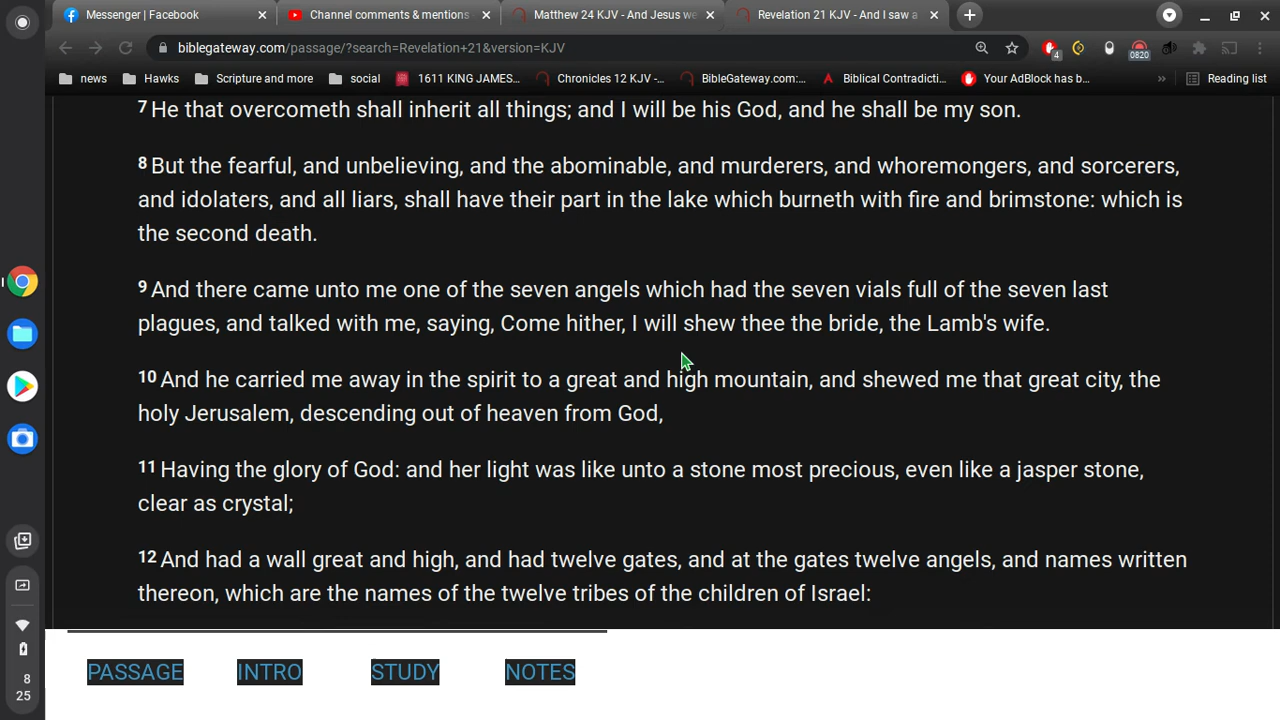 Messenger | Facebook
Channel comments & mentions
Matthew 24 KJV - And Jesus we
Revelation 21 KJV - And I saw a
biblegateway.com/passage/?search=Revelation+21&version=KJV
4
0820
news
Hawks
Scripture and more
social
1611 KING JAMES...
Chronicles 12 KJV -...
BibleGateway.com:...
Biblical Contradicti...
Your AdBlock has b...
»
Reading list
7 He that overcometh shall inherit all things; and I will be his God, and he shall be my son.
8 But the fearful, and unbelieving, and the abominable, and murderers, and whoremongers, and sorcerers,
and idolaters, and all liars, shall have their part in the lake which burneth with fire and brimstone: which is
the second death.
9 And there came unto me one of the seven angels which had the seven vials full of the seven last
plagues, and talked with me, saying, Come hither, I will shew thee the bride, the Lamb's wife.
10 And he carried me away in the spirit to a great and high mountain, and shewed me that great city, the
holy Jerusalem, descending out of heaven from God,
11 Having the glory of God: and her light was like unto a stone most precious, even like a jasper stone,
clear as crystal;
12 And had a wall great and high, and had twelve gates, and at the gates twelve angels, and names written
thereon, which are the names of the twelve tribes of the children of Israel:
PASSAGE
INTRO
STUDY
NOTES
8
25